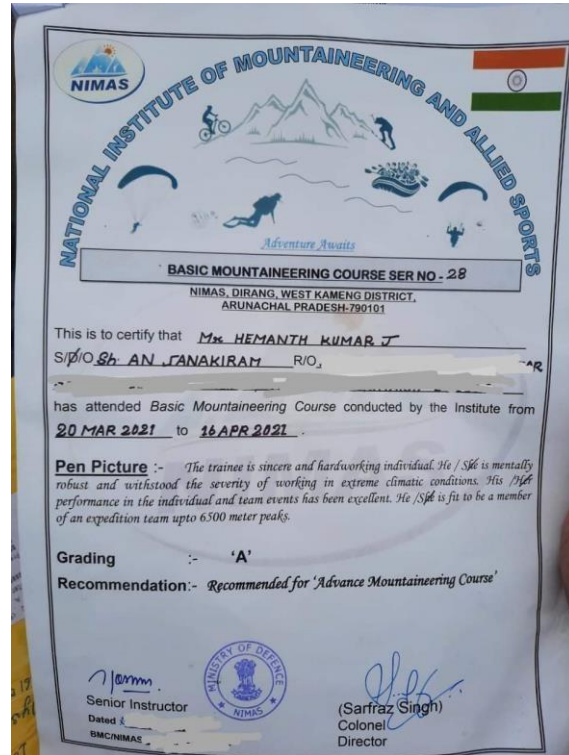 NIMAS
NATIONAL INSTITUTE OF MOUNTAINEERING AND ALLIED SPORTS
Adventure Awaits
BASIC MOUNTAINEERING COURSE SER NO - 28
NIMAS, DIRANG, WEST KAMENG DISTRICT,
ARUNACHAL PRADESH-790101
This is to certify that Mr HEMANTH KUMAR J
S/D/O Sh. AN JANAKIRAM R/O
has attended Basic Mountaineering Course conducted by the Institute from
20 MAR 2021 to 16 APR 2021.
Pen Picture :- The trainee is sincere and hardworking individual. He / She is mentally
robust and withstood the severity of working in extreme climatic conditions. His /Her
performance in the individual and team events has been excellent. He /She is fit to be a member
of an expedition team upto 6500 meter peaks.
Grading :- 'A'
Recommendation:- Recommended for 'Advance Mountaineering Course'
MINISTRY OF DEFENCE
NIMAS
Senior Instructor
Dated
BMC/NIMAS
(Sarfraz Singh)
Colonel
Director